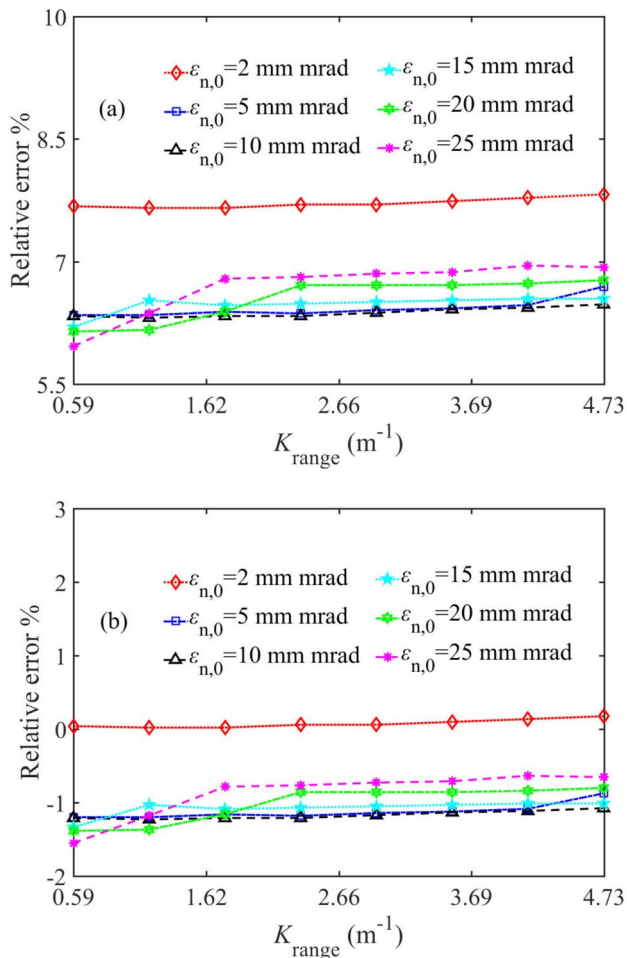 10
8.5
7
5.5
Relative error %
(a)
εn,0=2 mm mrad
εn,0=5 mm mrad
εn,0=10 mm mrad
εn,0=15 mm mrad
εn,0=20 mm mrad
εn,0=25 mm mrad
0.59 1.62 2.66 3.69 4.73
Krange (m-1)
3
2
1
0
-1
-2
Relative error %
(b)
εn,0=2 mm mrad
εn,0=5 mm mrad
εn,0=10 mm mrad
εn,0=15 mm mrad
εn,0=20 mm mrad
εn,0=25 mm mrad
0.59 1.62 2.66 3.69 4.73
Krange (m-1)